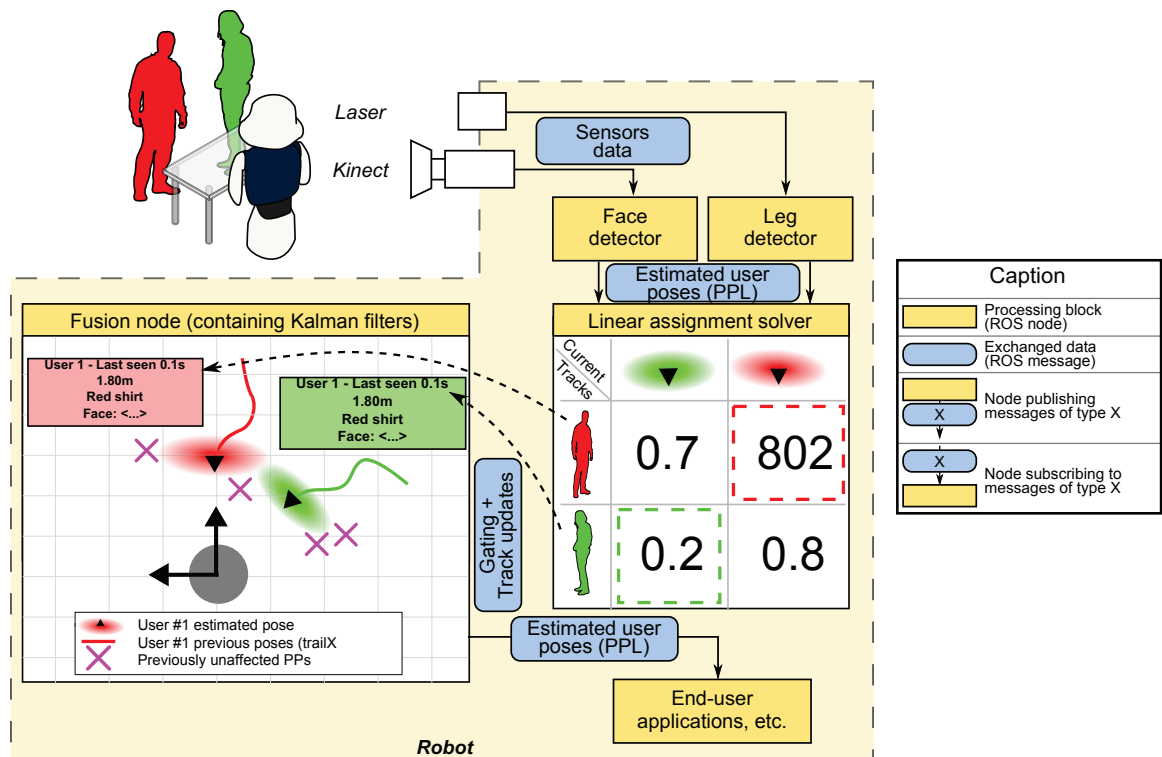 Laser
Kinect
Sensors
data
Face
detector
Leg
detector
Estimated user
poses (PPL)
Fusion node (containing Kalman filters)
User 1 - Last seen 0.1s
1.80m
Red shirt
Face: <...>
User 1 - Last seen 0.1s
1.80m
Red shirt
Face: <...>
User #1 estimated pose
User #1 previous poses (trailX
Previously unaffected PPs
Gating +
Track updates
Linear assignment solver
Current
Tracks
0.7
802
0.2
0.8
Estimated user
poses (PPL)
End-user
applications, etc.
Robot
Caption
Processing block
(ROS node)
Exchanged data
(ROS message)
X
Node publishing
messages of type X
X
Node subscribing to
messages of type X